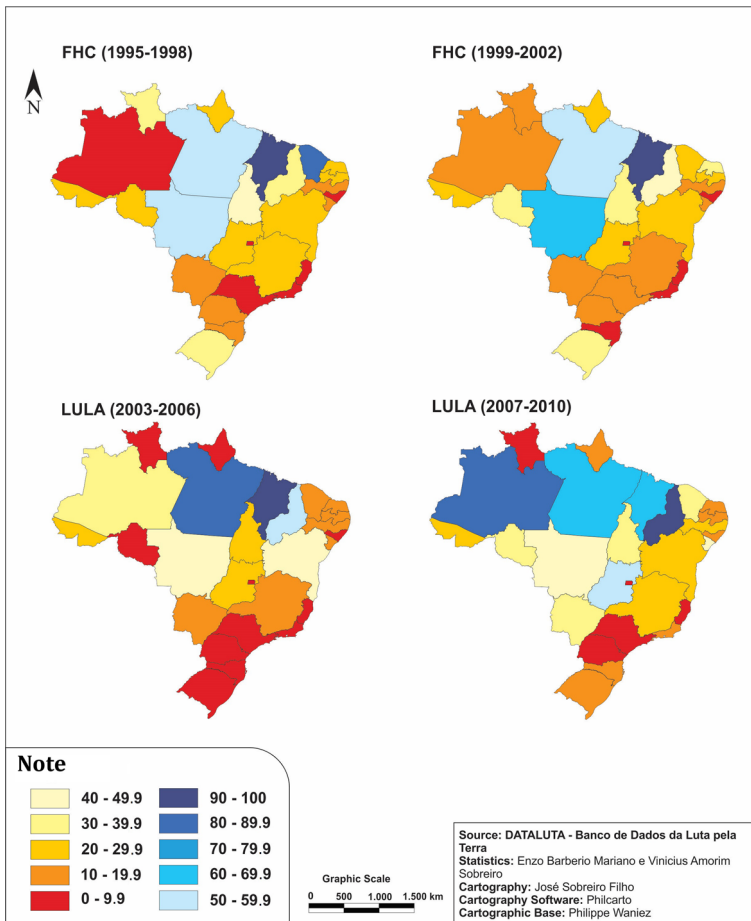 FHC (1995-1998)
FHC (1999-2002)
N
LULA (2003-2006)
LULA (2007-2010)
Note
40 - 49.9
30 - 39.9
20 - 29.9
10 - 19.9
0 - 9.9
90 - 100
80 - 89.9
70 - 79.9
60 - 69.9
50 - 59.9
Graphic Scale
0 500 1.000 1.500 km
Source: DATALUTA - Banco de Dados da Luta pela
Terra
Statistics: Enzo Barberio Mariano e Vinicius Amorim
Sobreiro
Cartography: José Sobreiro Filho
Cartography Software: Philcarto
Cartographic Base: Philippe Waniez